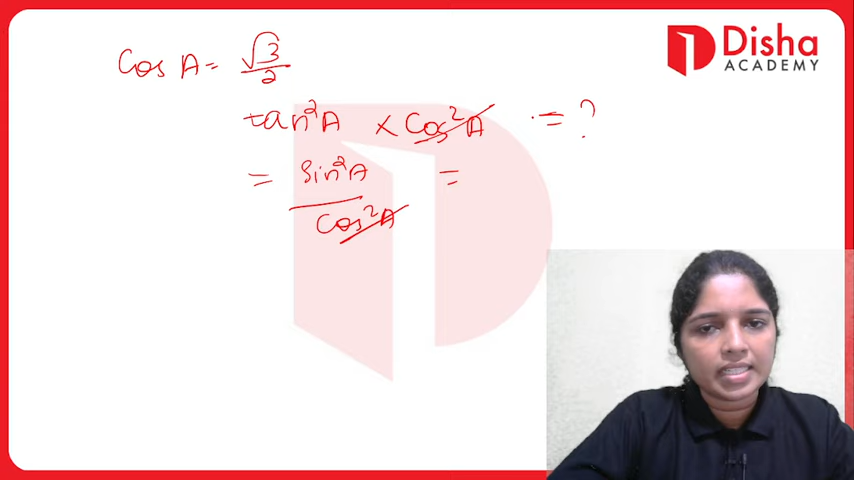 Disha
ACADEMY
Cos A = √3/2
tan²A × Cos²A = ?
= Sin²A / Cos²A =